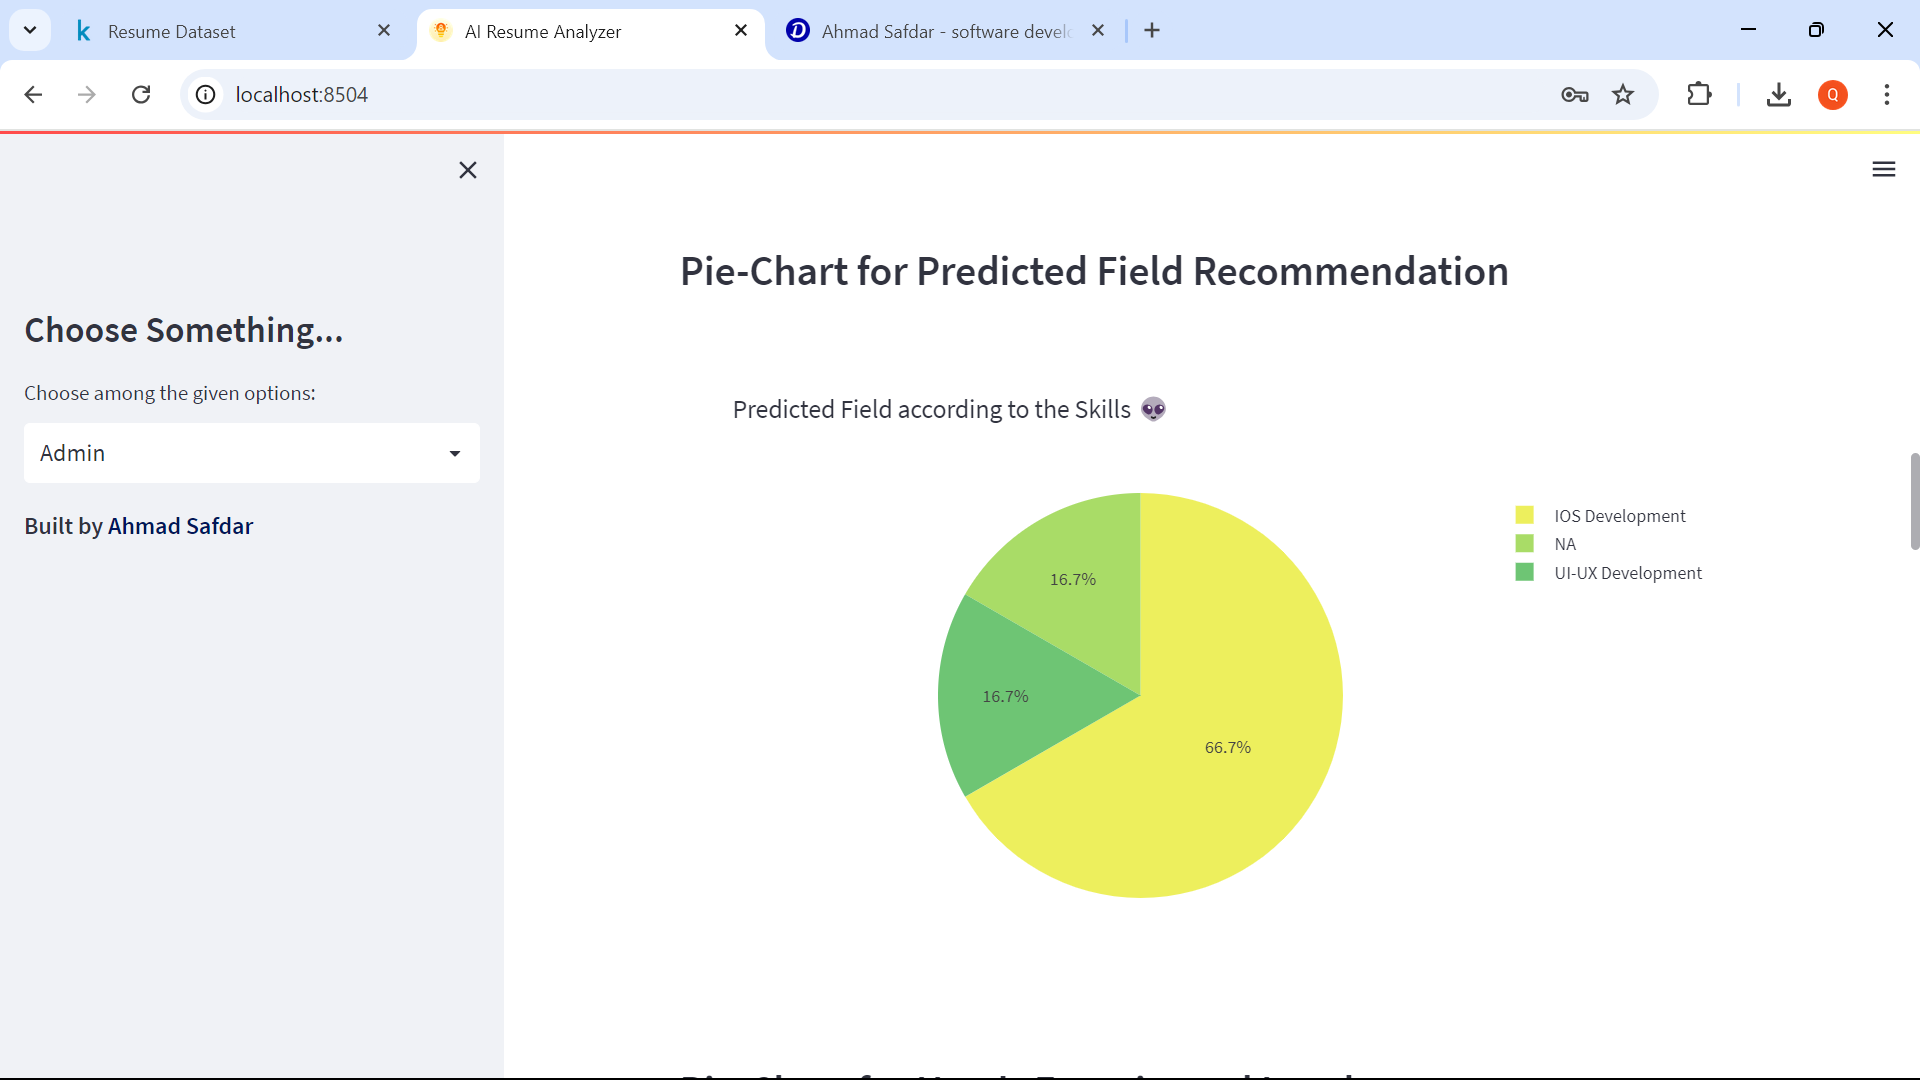 Resume Dataset
AI Resume Analyzer
Ahmad Safdar - software devel
localhost:8504
Q
Choose Something...
Choose among the given options:
Admin
Built by Ahmad Safdar
Pie-Chart for Predicted Field Recommendation
Predicted Field according to the Skills 👽
IOS Development
NA
UI-UX Development
16.7%
16.7%
66.7%